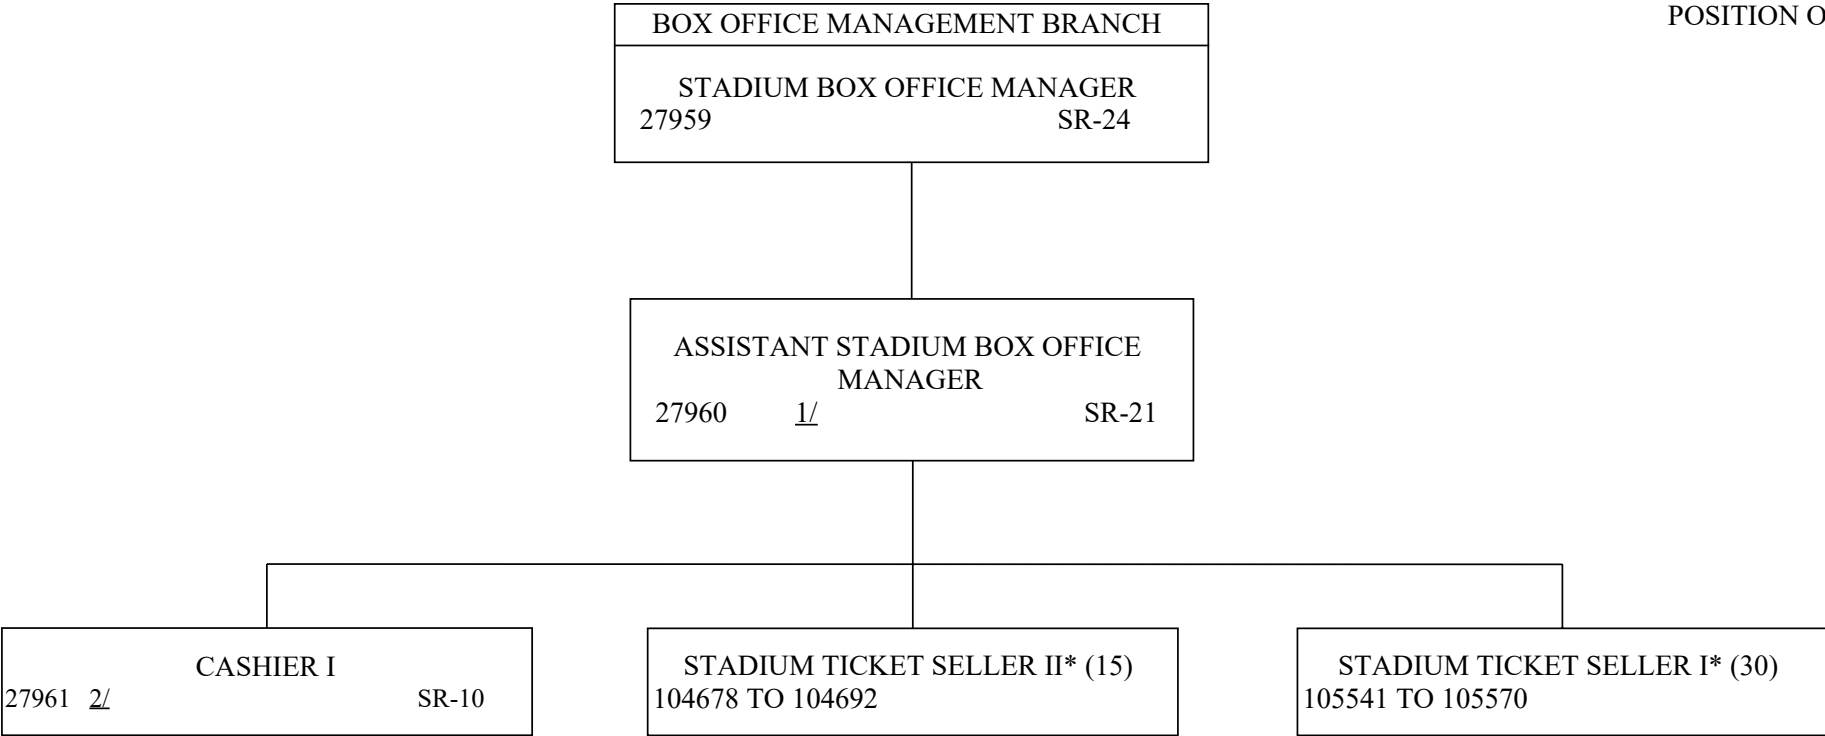 BOX OFFICE MANAGEMENT BRANCH
POSITION O
STADIUM BOX OFFICE MANAGER
27959 SR-24
ASSISTANT STADIUM BOX OFFICE
MANAGER
27960 1/ SR-21
CASHIER I
27961 2/ SR-10
STADIUM TICKET SELLER II* (15)
104678 TO 104692
STADIUM TICKET SELLER I* (30)
105541 TO 105570